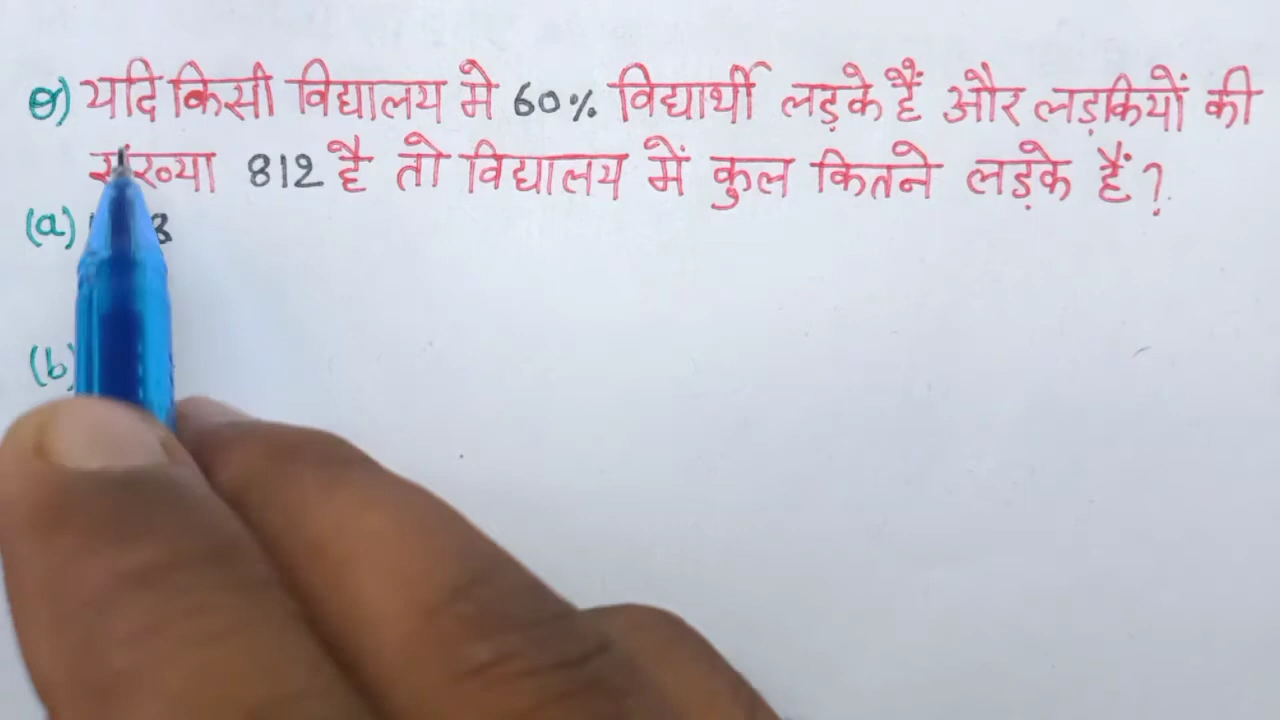 θ) यदि किसी विद्यालय मे 60% विद्यार्थी लड़के हैं और लड़कियों की
संख्या 812 है तो विद्यालय में कुल कितने लड़के हैं?
(a)
(b)